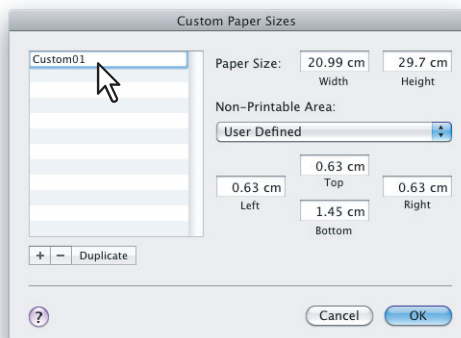 Custom Paper Sizes
Custom01
Paper Size:
20.99 cm
29.7 cm
Width
Height
Non-Printable Area:
User Defined
0.63 cm
Top
0.63 cm
0.63 cm
Left
Right
1.45 cm
Bottom
+ − Duplicate
?
Cancel
OK